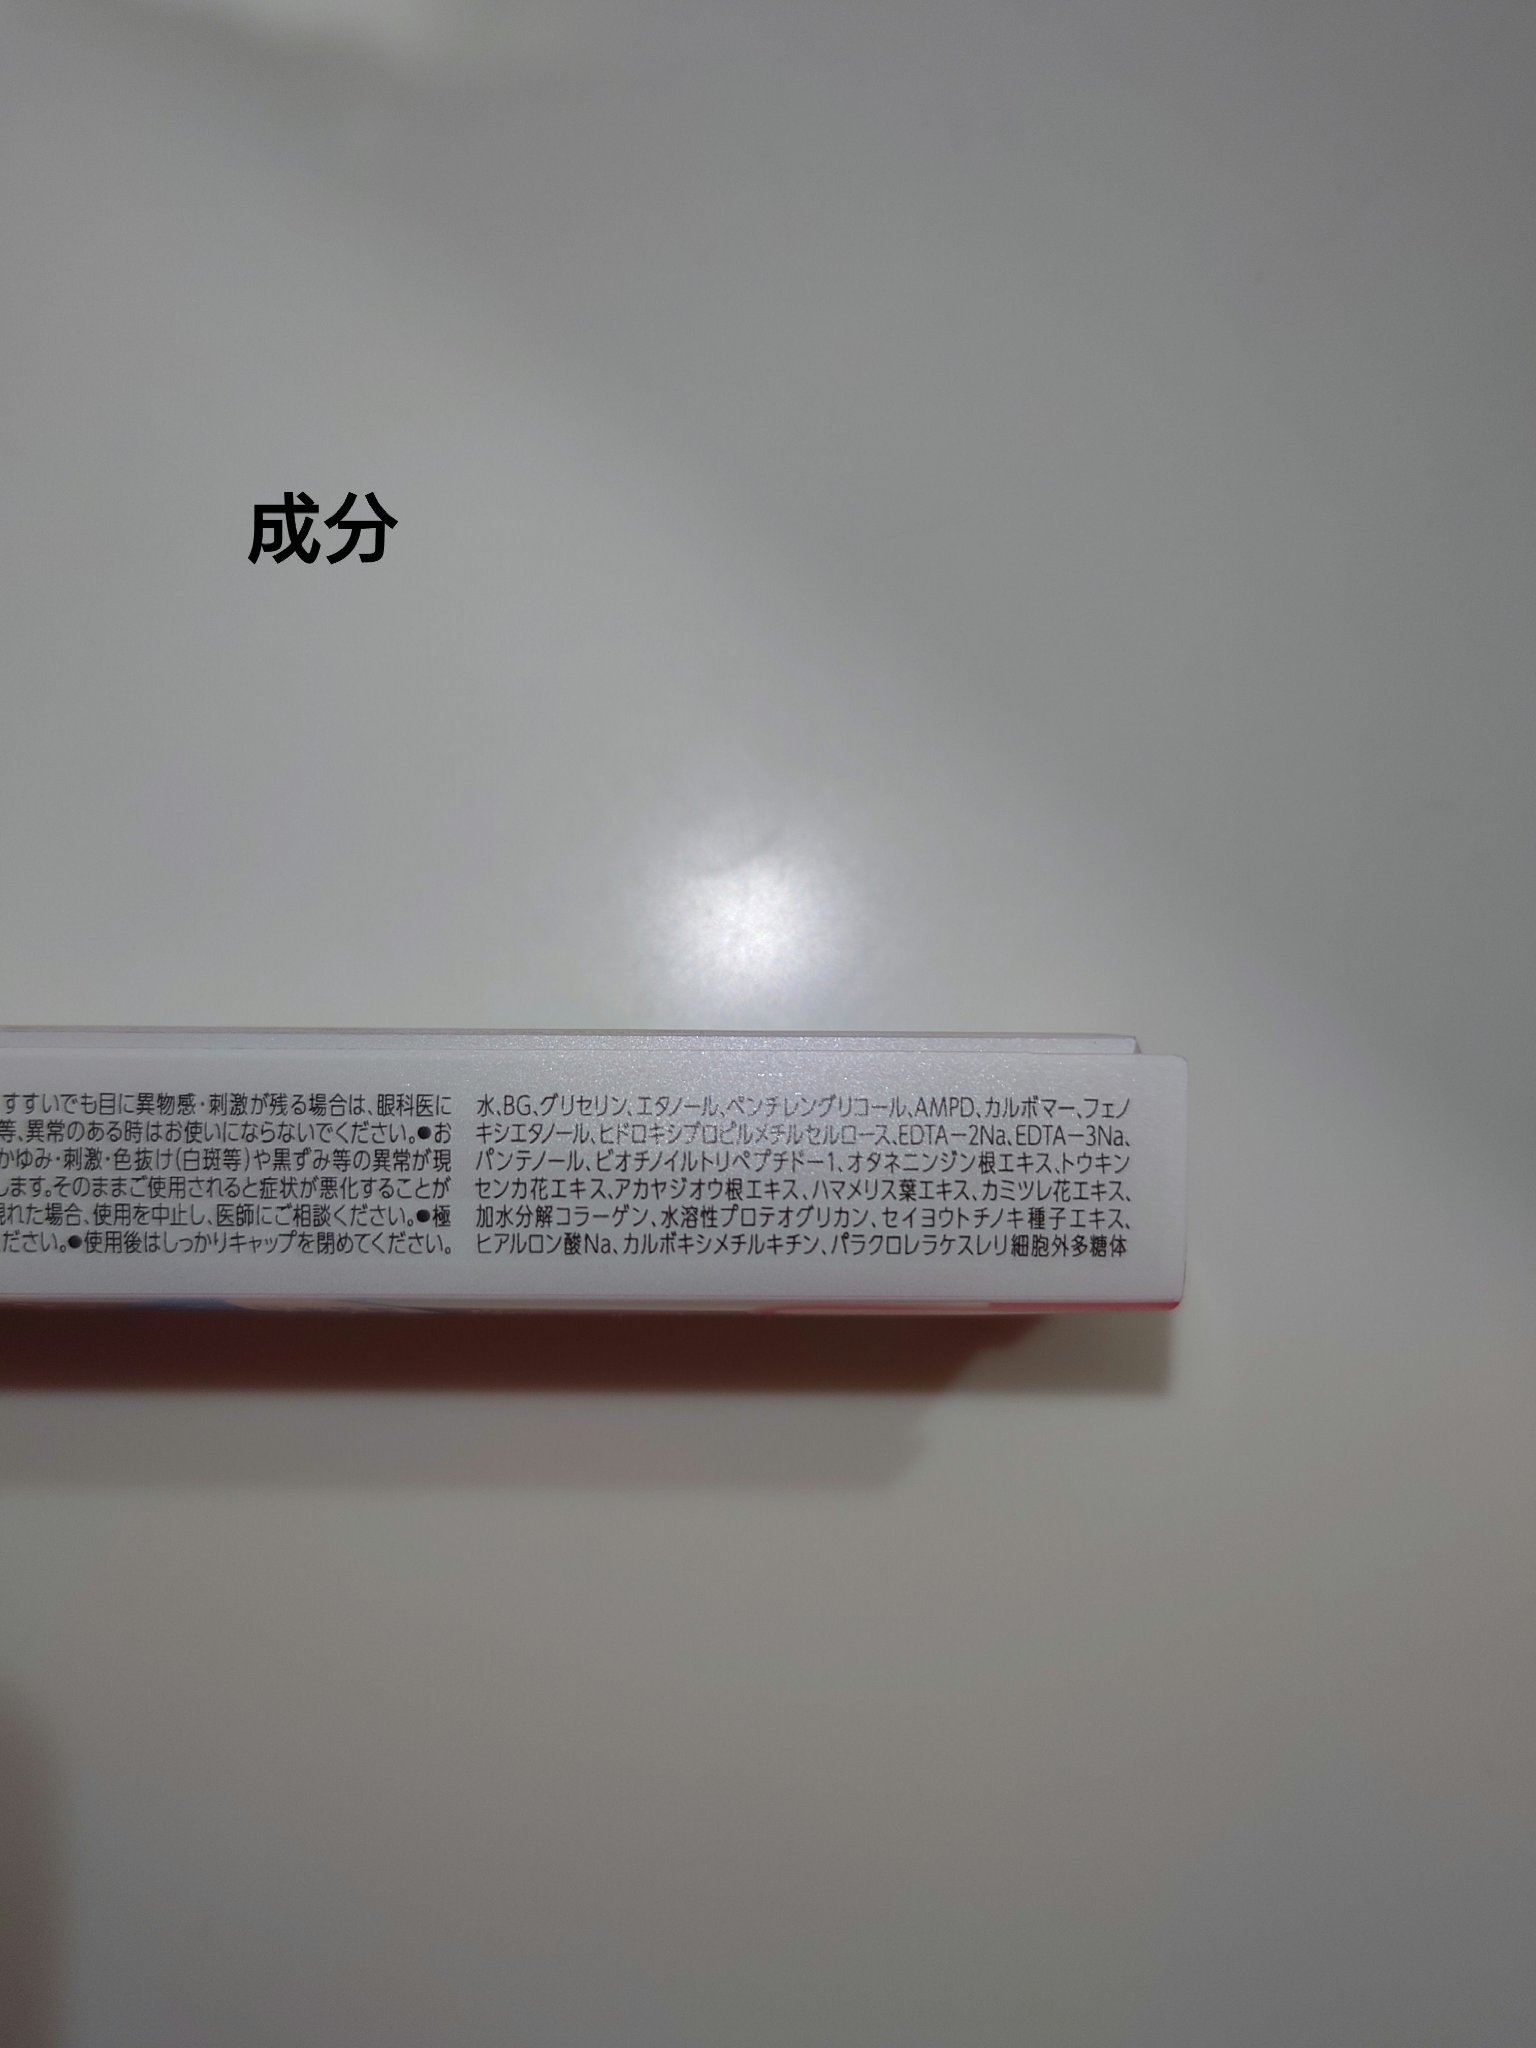 成分
すすいでも目に異物感・刺激が残る場合は、眼科医に
等、異常のある時はお使いにならないでください。●お
かゆみ・刺激・色抜け(白斑等)や黒ずみ等の異常が現
します。そのままご使用されると症状が悪化することが
現れた場合、使用を中止し、医師にご相談ください。●極
ださい。●使用後はしっかりキャップを閉めてください。
水、BG、グリセリン、エタノール、ペンチレングリコール、AMPD、カルボマー、フェノ
キシエタノール、ヒドロキシプロピルメチルセルロース、EDTAー2Na、EDTAー3Na、
パンテノール、ビオチノイルトリペプチドー1、オタネニンジン根エキス、トウキン
センカ花エキス、アカヤジオウ根エキス、ハマメリス葉エキス、カミツレ花エキス、
加水分解コラーゲン、水溶性プロテオグリカン、セイヨウトチノキ種子エキス、
ヒアルロン酸Na、カルボキシメチルキチン、パラクロレラケスレリ細胞外多糖体